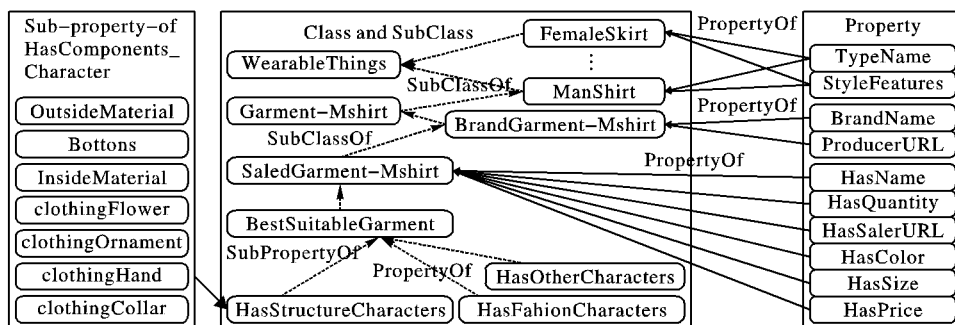 Sub-property-of
HasComponents_
Character
OutsideMaterial
Bottons
InsideMaterial
clothingFlower
clothingOrnament
clothingHand
clothingCollar
Class and SubClass
FemaleSkirt
WearableThings
⋮
SubClassOf
ManShirt
Garment-Mshirt
BrandGarment-Mshirt
SubClassOf
SaledGarment-Mshirt
BestSuitableGarment
SubPropertyOf
PropertyOf
HasOtherCharacters
HasStructureCharacters
HasFahionCharacters
PropertyOf
PropertyOf
PropertyOf
Property
TypeName
StyleFeatures
BrandName
ProducerURL
HasName
HasQuantity
HasSalerURL
HasColor
HasSize
HasPrice